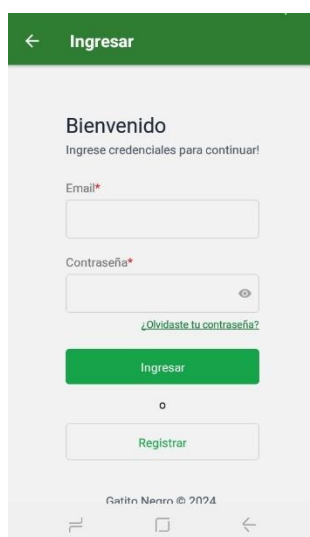 Ingresar
Bienvenido
Ingrese credenciales para continuar!
Email*
Contraseña*
¿Olvidaste tu contraseña?
Ingresar
o
Registrar
Gatito Negro © 2024